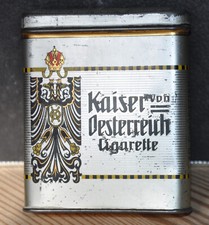 Kaiser von
Oesterreich
Cigarette